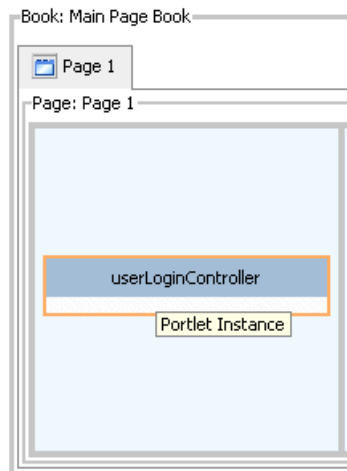 Book: Main Page Book
Page 1
Page: Page 1
userLoginController
Portlet Instance